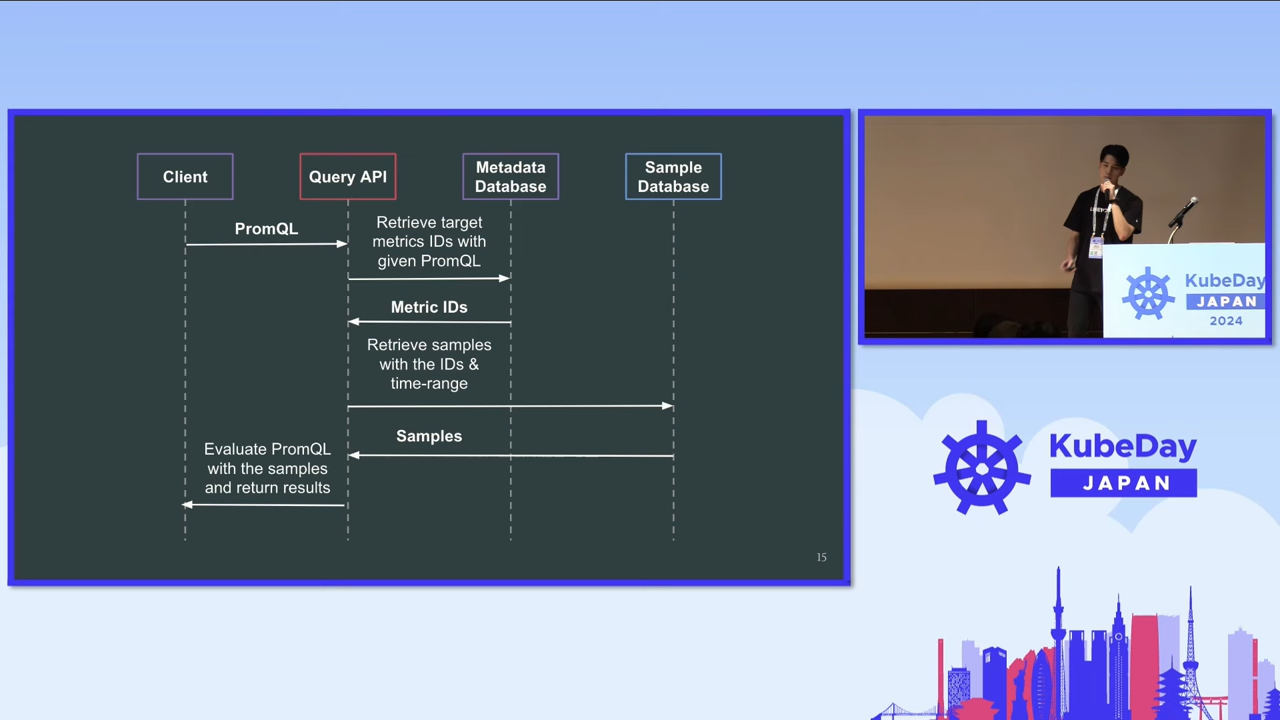 Client
Query API
Metadata
Database
Sample
Database
PromQL
Retrieve target
metrics IDs with
given PromQL
Metric IDs
Retrieve samples
with the IDs &
time-range
Samples
Evaluate PromQL
with the samples
and return results
15
KubeDay
JAPAN
2024
KubeDay
JAPAN